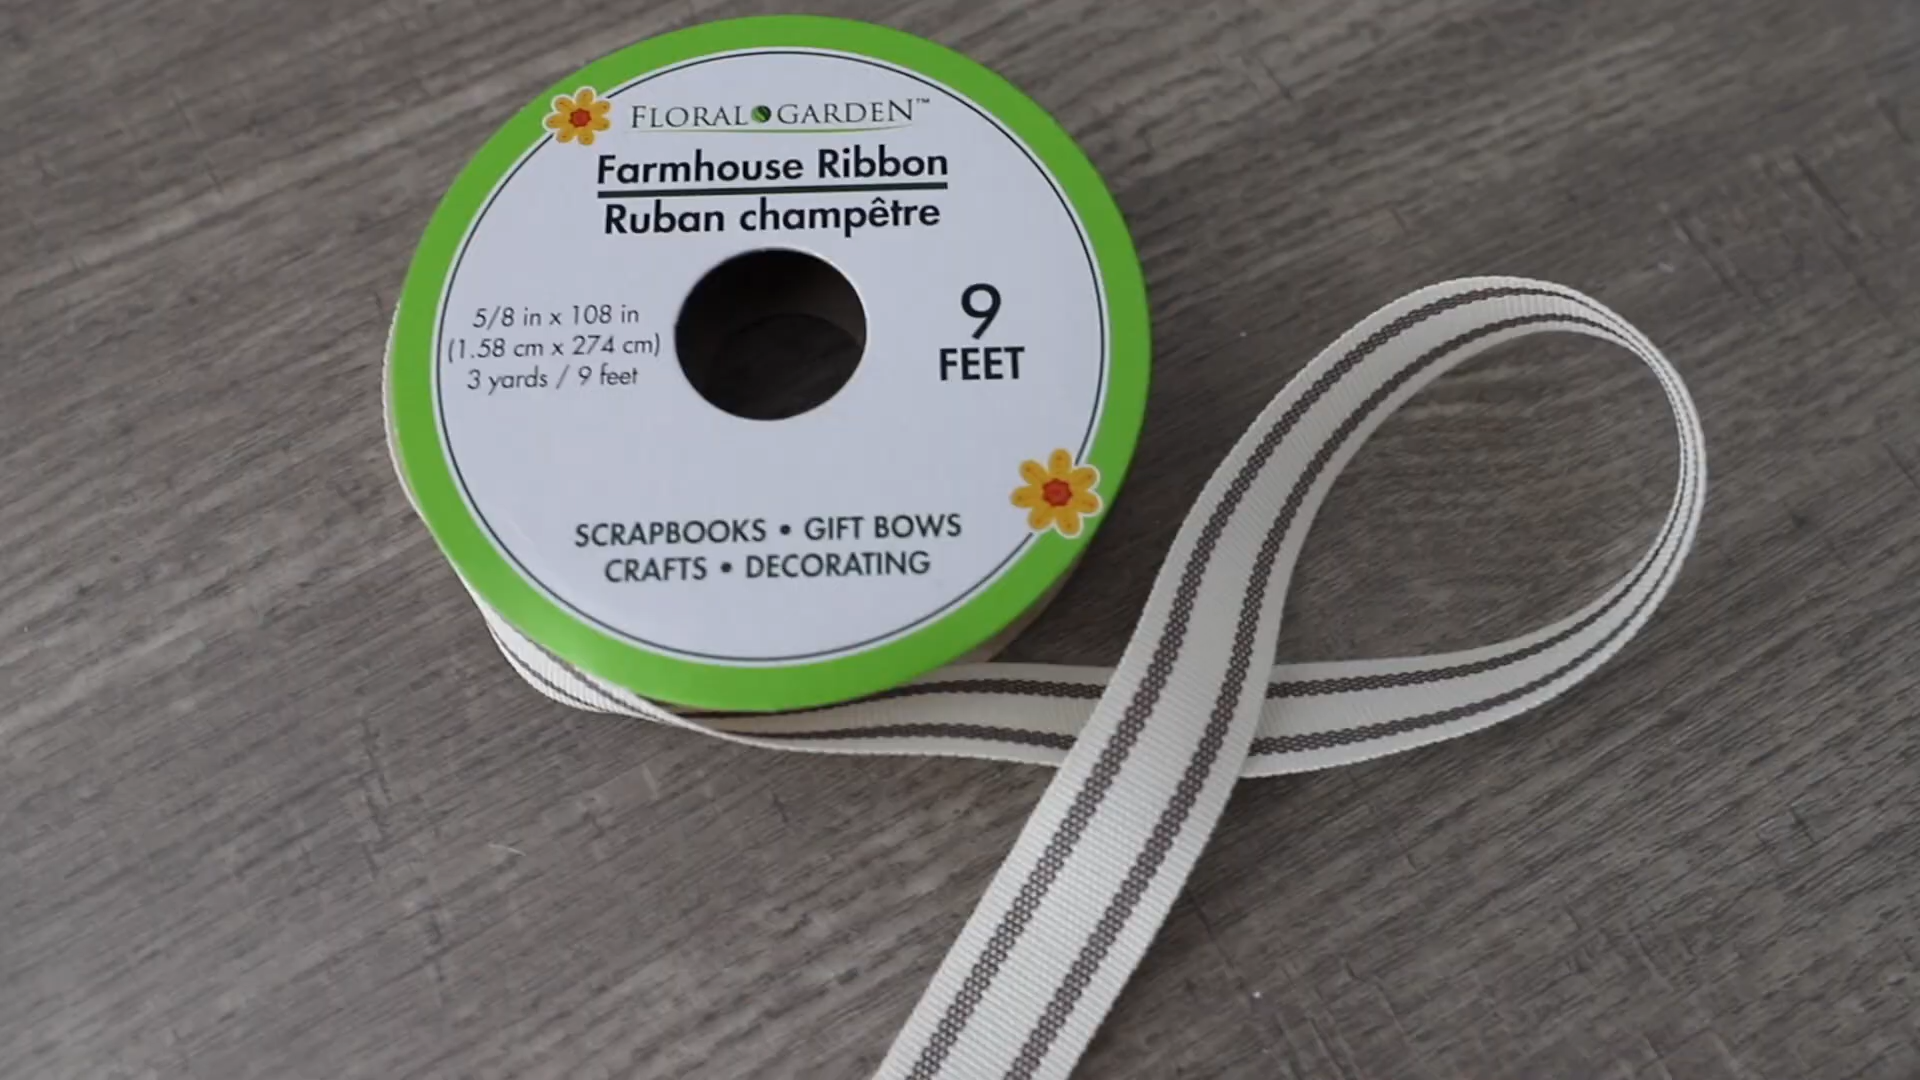 FLORAL GARDEN™
Farmhouse Ribbon
Ruban champêtre
5/8 in x 108 in
(1.58 cm x 274 cm)
3 yards / 9 feet
9
FEET
SCRAPBOOKS • GIFT BOWS
CRAFTS • DECORATING